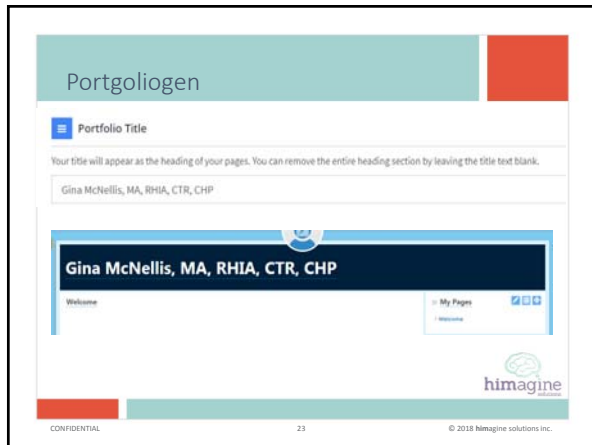 Portgoliogen
Portfolio Title
Your title will appear as the heading of your pages. You can remove the entire heading section by leaving the title text blank.
Gina McNellis, MA, RHIA, CTR, CHP
Gina McNellis, MA, RHIA, CTR, CHP
Welcome
My Pages
Welcome
himagine
solutions
CONFIDENTIAL 23 © 2018 himagine solutions inc.